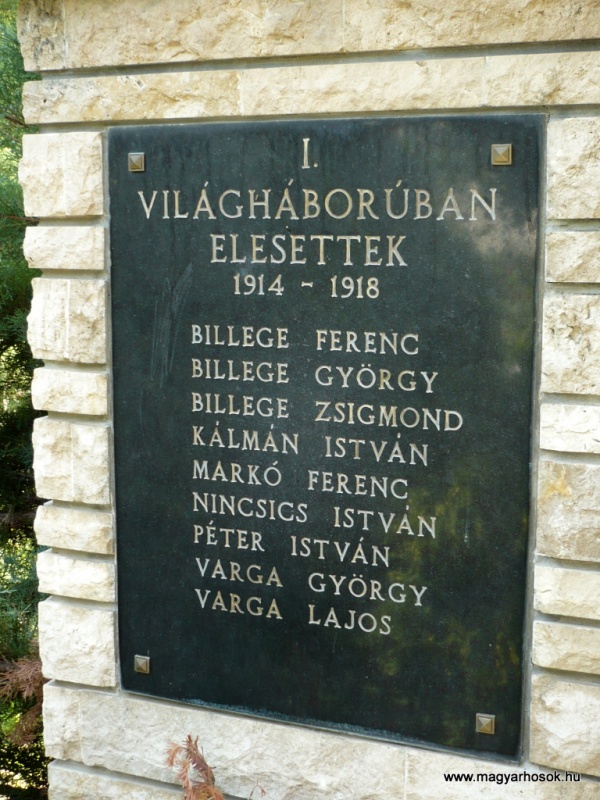 I.
VILÁGHÁBORÚBAN
ELESETTEK
1914 - 1918
BILLEGE FERENC
BILLEGE GYÖRGY
BILLEGE ZSIGMOND
KÁLMÁN ISTVÁN
MARKÓ FERENC
NINCSICS ISTVÁN
PÉTER ISTVÁN
VARGA GYÖRGY
VARGA LAJOS
www.magyarhosok.hu